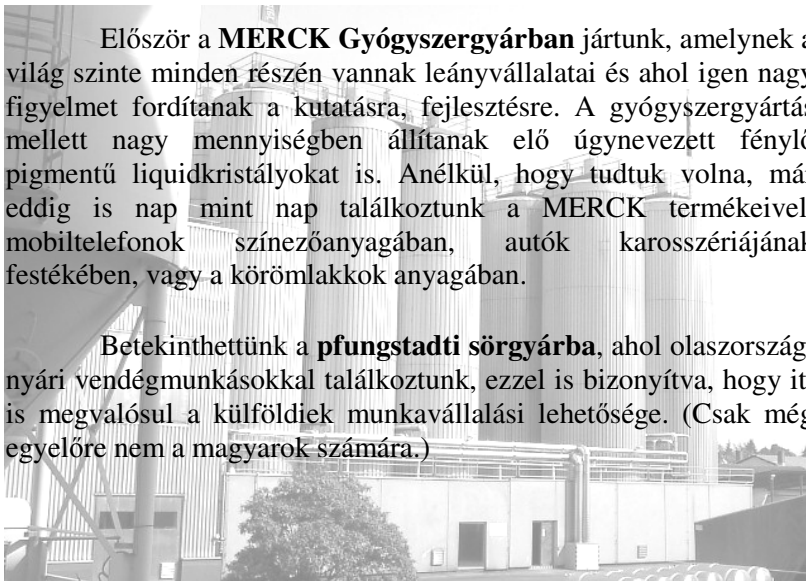 Először a MERCK Gyógyszergyárban jártunk, amelynek a
világ szinte minden részén vannak leányvállalatai és ahol igen nagy
figyelmet fordítanak a kutatásra, fejlesztésre. A gyógyszergyártás
mellett nagy mennyiségben állítanak elő úgynevezett fénylő
pigmentű liquidkristályokat is. Anélkül, hogy tudtuk volna, már
eddig is nap mint nap találkoztunk a MERCK termékeivel
mobiltelefonok színezőanyagában, autók karosszériájának
festékében, vagy a körömlakkok anyagában.
Betekinthettünk a pfungstadti sörgyárba, ahol olaszország
nyári vendégmunkásokkal találkoztunk, ezzel is bizonyítva, hogy it
is megvalósul a külföldiek munkavállalási lehetősége. (Csak még
egyelőre nem a magyarok számára.)